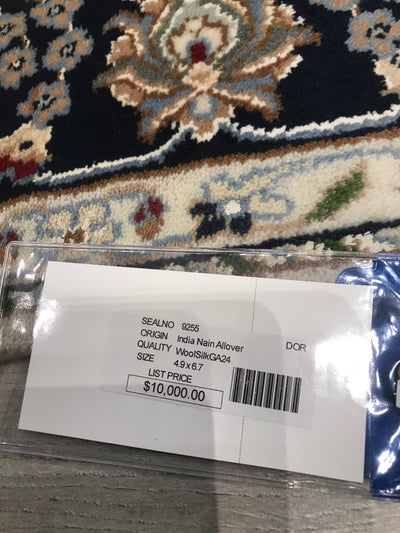 SEALNO 9255
ORIGIN India Nain Allover DOR
QUALITY WoolSilkGA24
SIZE 4.9 x 6.7
LIST PRICE
$10,000.00